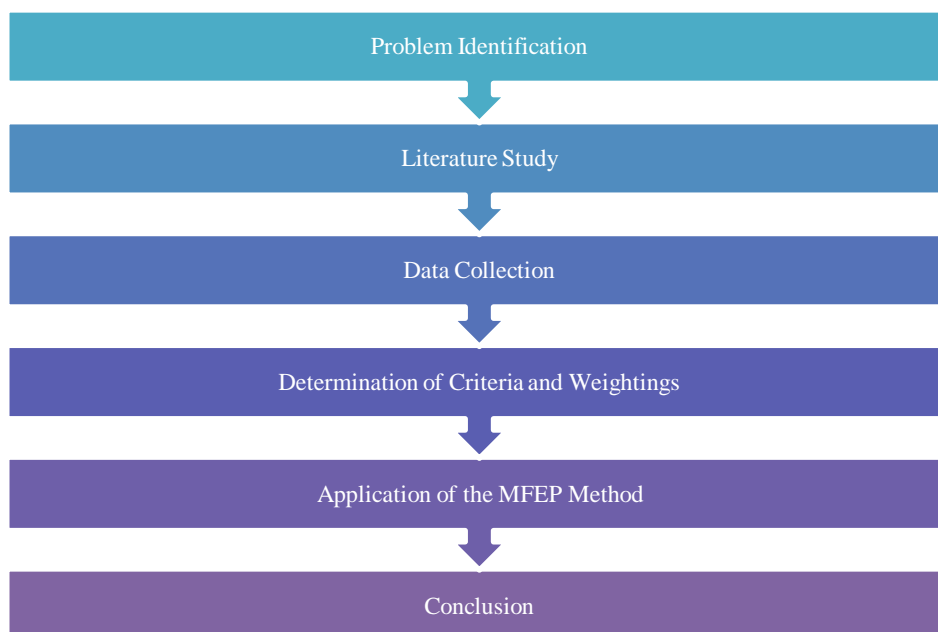 Problem Identification
Literature Study
Data Collection
Determination of Criteria and Weightings
Application of the MFEP Method
Conclusion